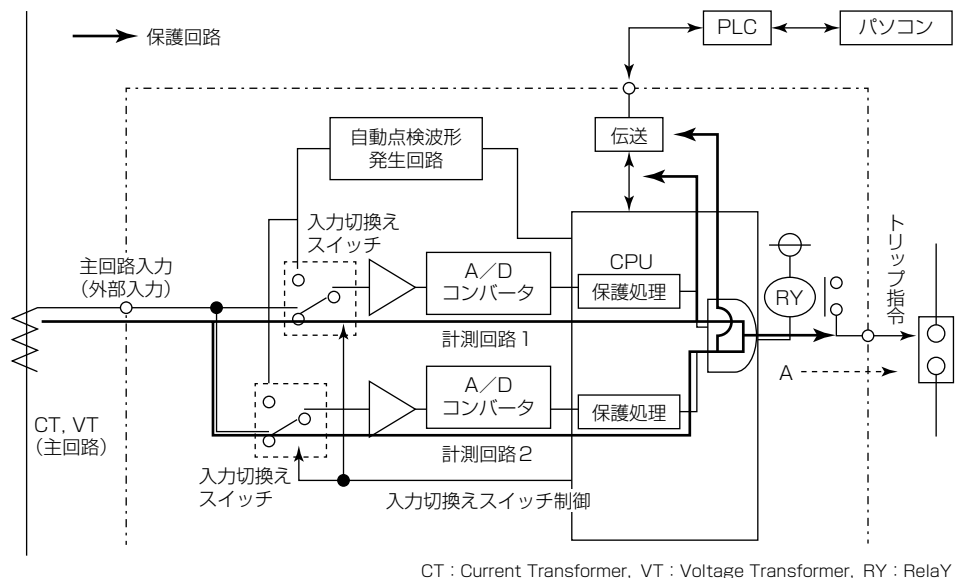 保護回路
PLC
パソコン
伝送
自動点検波形
発生回路
入力切換え
スイッチ
主回路入力
(外部入力)
A/D
コンバータ
CPU
保護処理
RY
トリップ指令
計測回路1
A
A/D
コンバータ
保護処理
CT, VT
(主回路)
計測回路2
入力切換え
スイッチ
入力切換えスイッチ制御
CT : Current Transformer, VT : Voltage Transformer, RY : RelaY